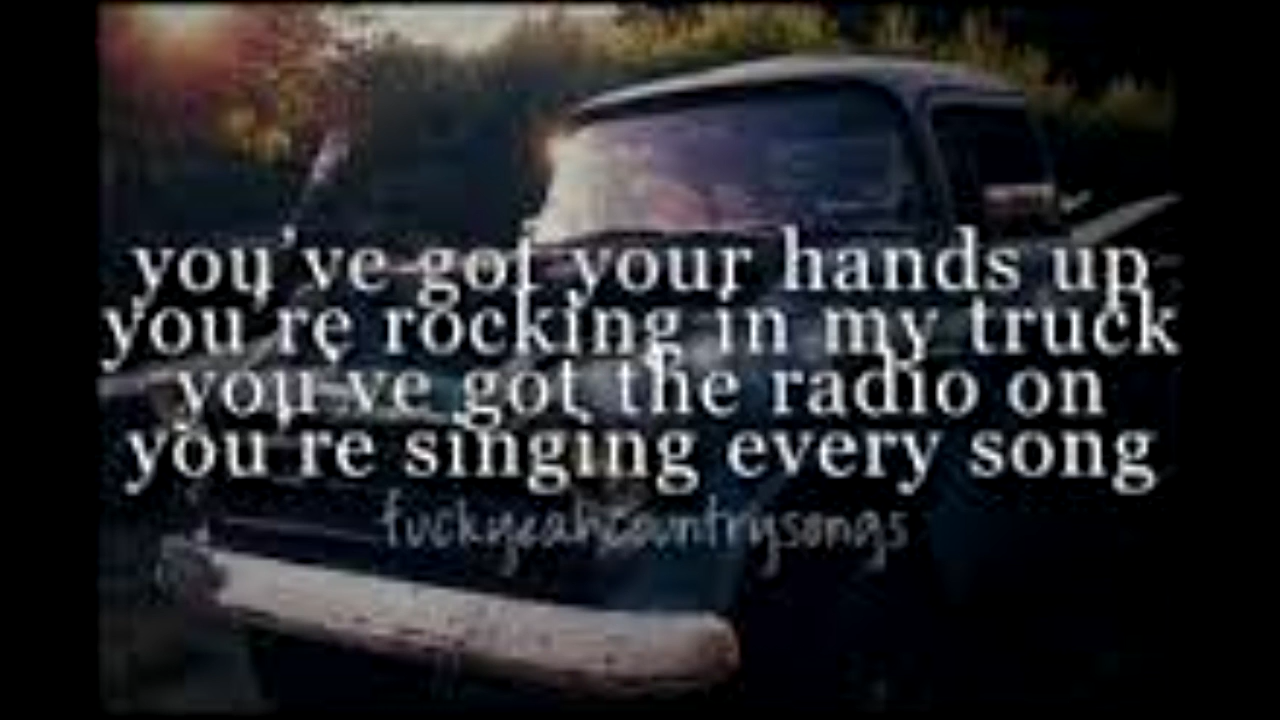 you've got your hands up
you're rocking in my truck
you've got the radio on
you're singing every song
fuckyeahcountrysongs